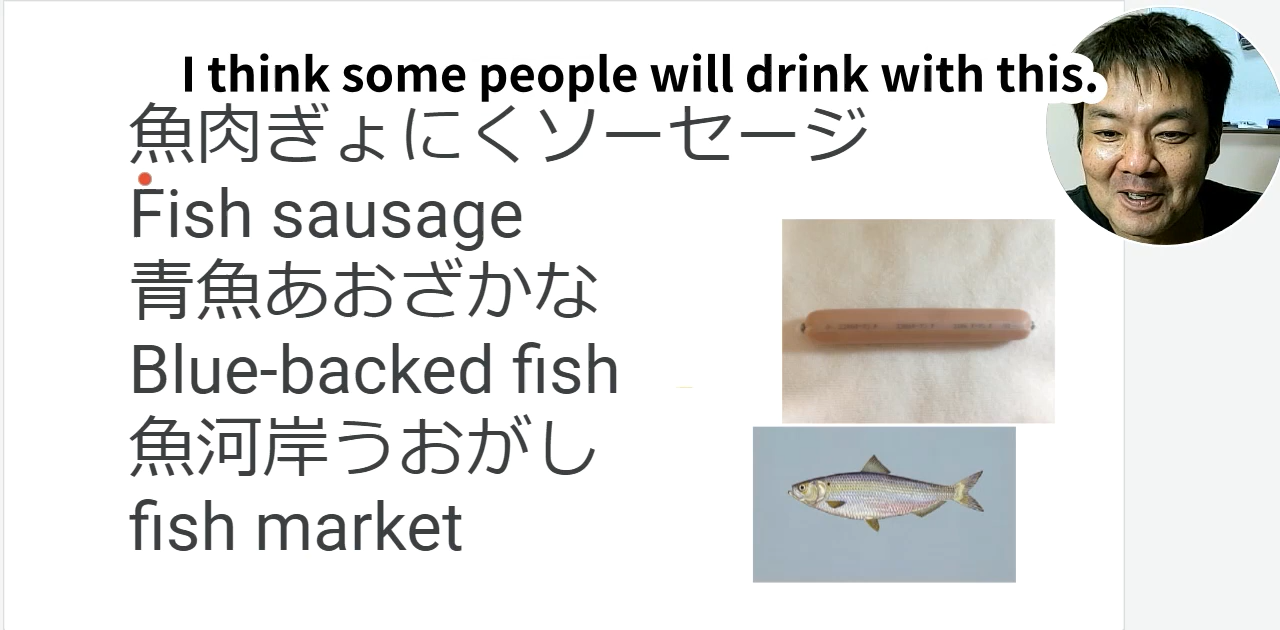 I think some people will drink with this.
魚肉ぎょにくソーセージ
Fish sausage
青魚あおざかな
Blue-backed fish
魚河岸うおがし
fish market